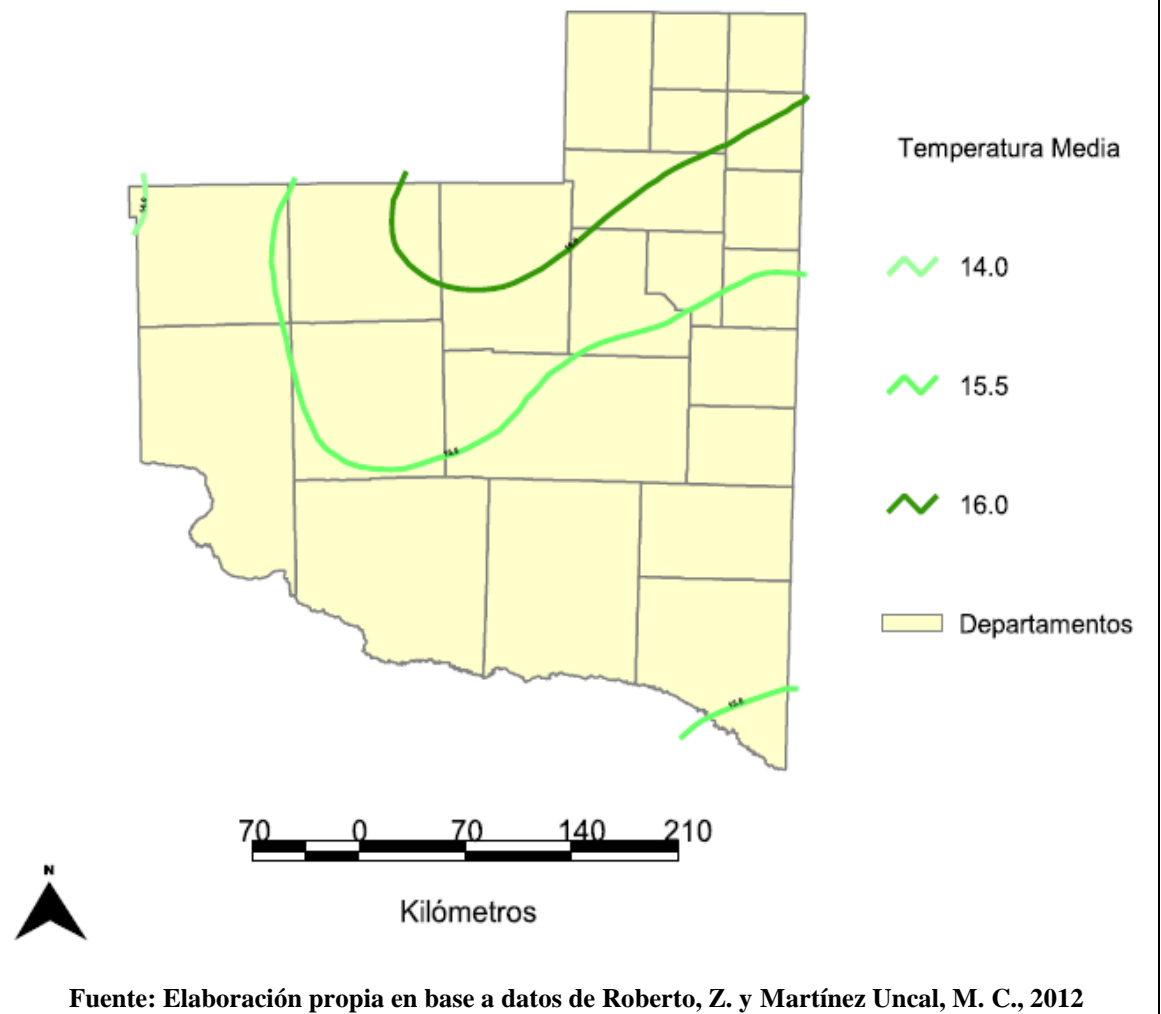 Temperatura Media
14.0
15.5
16.0
Departamentos
70 0 70 140 210
Kilómetros
N
Fuente: Elaboración propia en base a datos de Roberto, Z. y Martínez Uncal, M. C., 2012